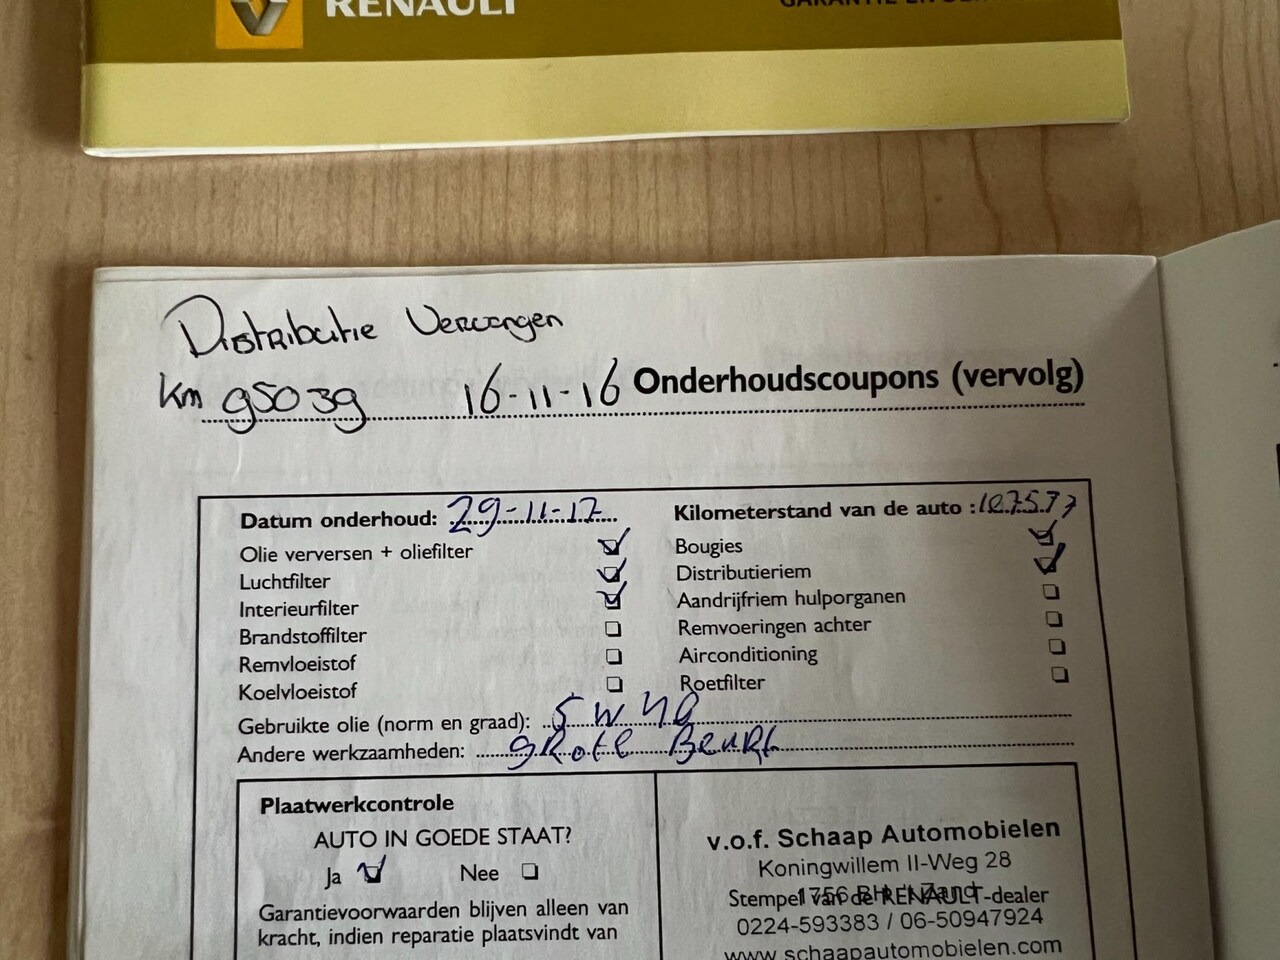 RENAULT
Distributie Vervangen
Km 95039 16-11-16 Onderhoudscoupons (vervolg)
Datum onderhoud: 29-11-17 Kilometerstand van de auto : 107577
Olie verversen + oliefilter Bougies
Luchtfilter Distributieriem
Interieurfilter Aandrijfriem hulporganen
Brandstoffilter Remvoeringen achter
Remvloeistof Airconditioning
Koelvloeistof Roetfilter
Gebruikte olie (norm en graad): 5W40
Andere werkzaamheden: gRote BeuRt
Plaatwerkcontrole
AUTO IN GOEDE STAAT?
Ja Nee
Garantievoorwaarden blijven alleen van
kracht, indien reparatie plaatsvindt van
v.o.f. Schaap Automobielen
Koningwillem II-Weg 28
Stempel van de RENAULT-dealer
1756
0224-593383 / 06-50947924
www.schaapautomobielen.com